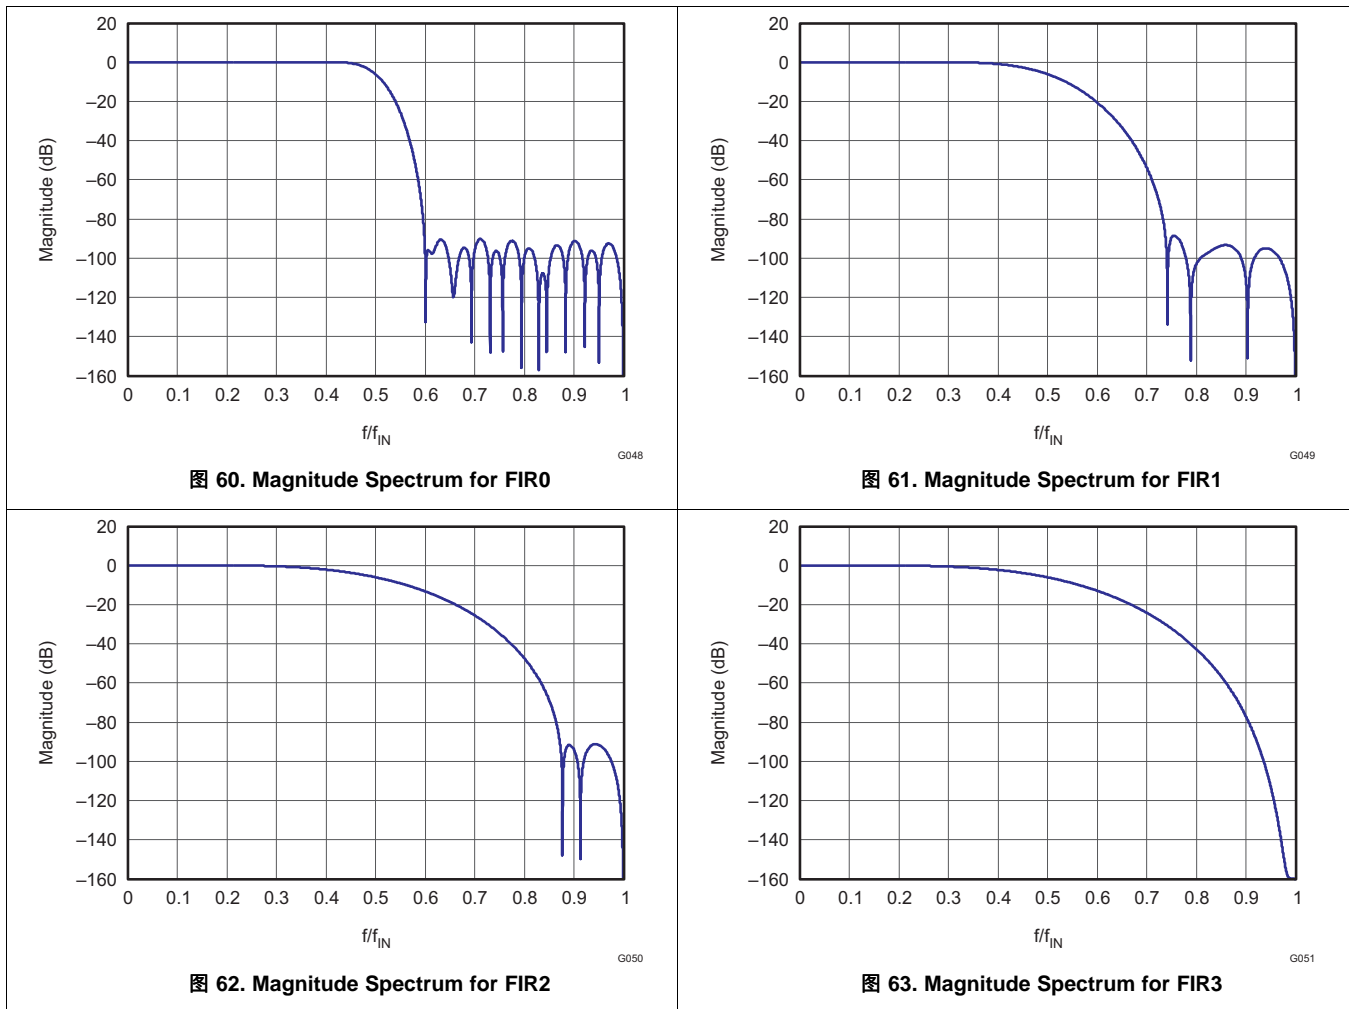 20
0
–20
–40
–60
–80
–100
–120
–140
–160
Magnitude (dB)
0 0.1 0.2 0.3 0.4 0.5 0.6 0.7 0.8 0.9 1
f/fIN
G048
图 60. Magnitude Spectrum for FIR0
20
0
–20
–40
–60
–80
–100
–120
–140
–160
Magnitude (dB)
0 0.1 0.2 0.3 0.4 0.5 0.6 0.7 0.8 0.9 1
f/fIN
G049
图 61. Magnitude Spectrum for FIR1
20
0
–20
–40
–60
–80
–100
–120
–140
–160
Magnitude (dB)
0 0.1 0.2 0.3 0.4 0.5 0.6 0.7 0.8 0.9 1
f/fIN
G050
图 62. Magnitude Spectrum for FIR2
20
0
–20
–40
–60
–80
–100
–120
–140
–160
Magnitude (dB)
0 0.1 0.2 0.3 0.4 0.5 0.6 0.7 0.8 0.9 1
f/fIN
G051
图 63. Magnitude Spectrum for FIR3